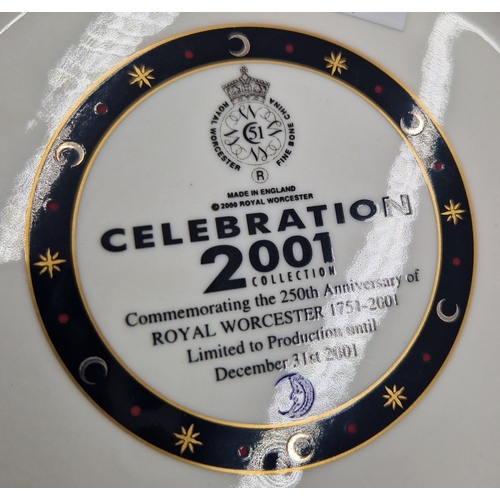 ROYAL WORCESTER
FINE BONE CHINA
51
R
MADE IN ENGLAND
© 2000 ROYAL WORCESTER
CELEBRATION
2001
COLLECTION
Commemorating the 250th Anniversary of
ROYAL WORCESTER 1751-2001
Limited to Production until
December 31st 2001